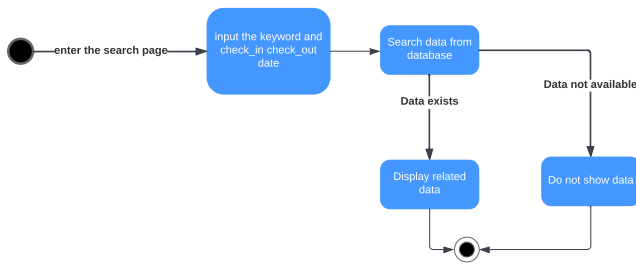 enter the search page
input the keyword and
check_in check_out
date
Search data from
database
Data exists
Data not available
Display related
data
Do not show data